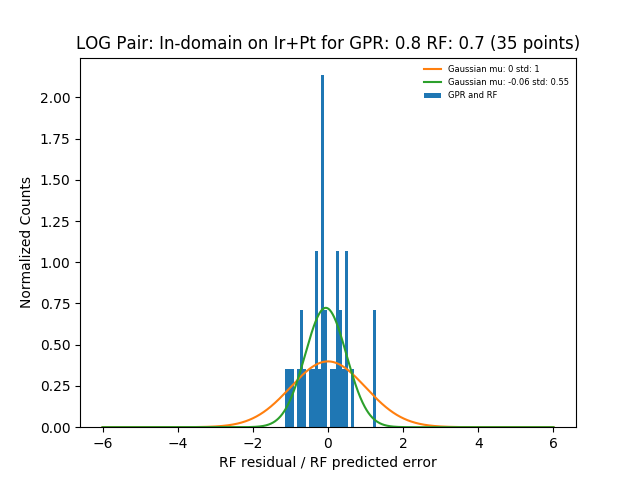 LOG Pair: In-domain on Ir+Pt for GPR: 0.8 RF: 0.7 (35 points)
Gaussian mu: 0 std: 1
Gaussian mu: -0.06 std: 0.55
GPR and RF
Normalized Counts
2.00
1.75
1.50
1.25
1.00
0.75
0.50
0.25
0.00
−6 −4 −2 0 2 4 6
RF residual / RF predicted error